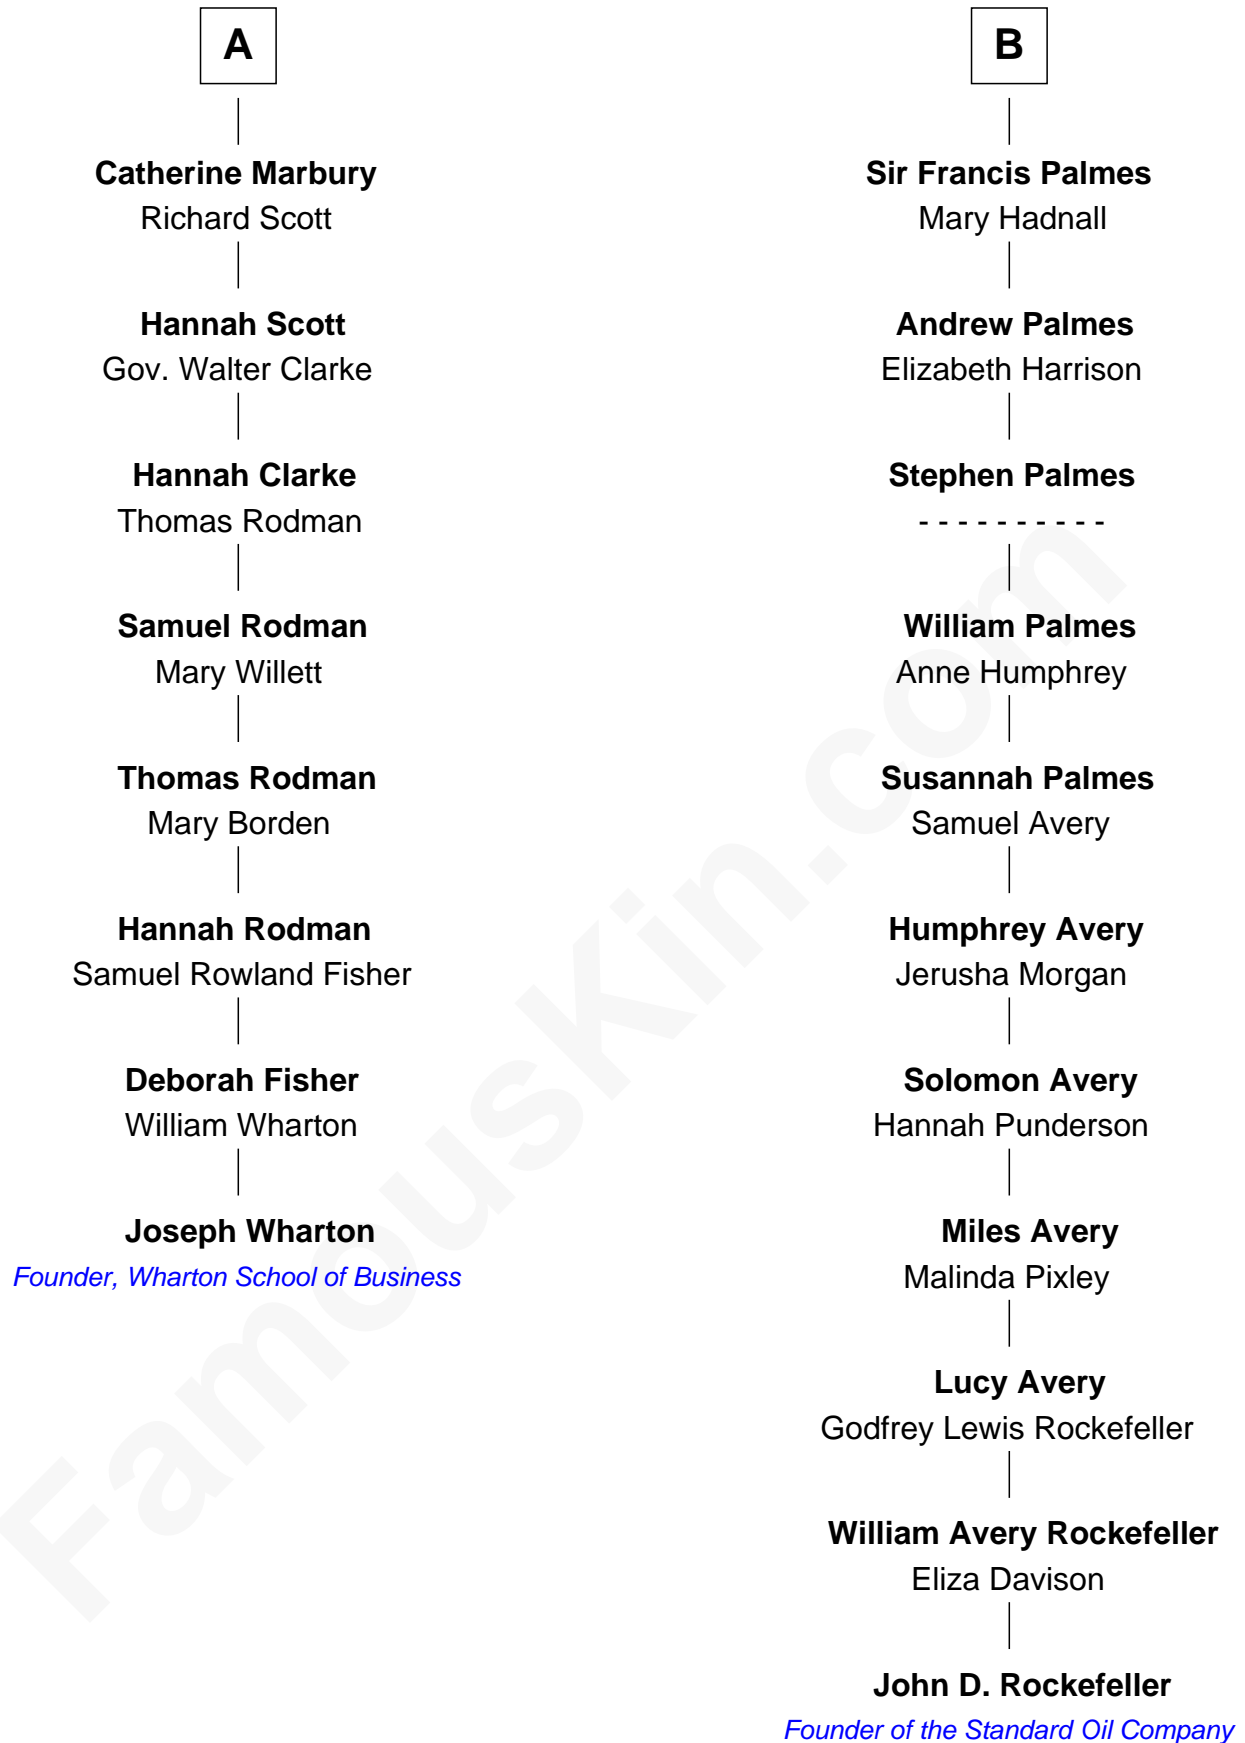 A
Catherine Marbury
Richard Scott
Hannah Scott
Gov. Walter Clarke
Hannah Clarke
Thomas Rodman
Samuel Rodman
Mary Willett
Thomas Rodman
Mary Borden
Hannah Rodman
Samuel Rowland Fisher
Deborah Fisher
William Wharton
Joseph Wharton
Founder, Wharton School of Business
B
Sir Francis Palmes
Mary Hadnall
Andrew Palmes
Elizabeth Harrison
Stephen Palmes
- - - - - - - - - -
William Palmes
Anne Humphrey
Susannah Palmes
Samuel Avery
Humphrey Avery
Jerusha Morgan
Solomon Avery
Hannah Punderson
Miles Avery
Malinda Pixley
Lucy Avery
Godfrey Lewis Rockefeller
William Avery Rockefeller
Eliza Davison
John D. Rockefeller
Founder of the Standard Oil Company
FamousKin.com